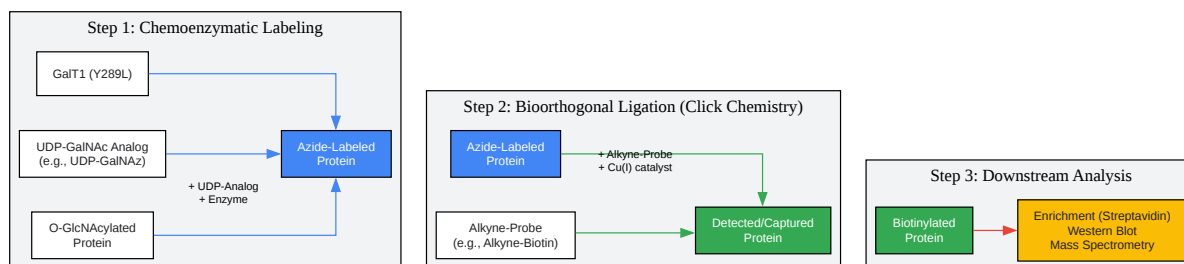 Step 1: Chemoenzymatic Labeling
GalT1 (Y289L)
UDP-GalNAc Analog
(e.g., UDP-GalNAz)
Azide-Labeled
Protein
+ UDP-Analog
+ Enzyme
O-GlcNAcylated
Protein
Step 2: Bioorthogonal Ligation (Click Chemistry)
Azide-Labeled
Protein
+ Alkyne-Probe
+ Cu(I) catalyst
Alkyne-Probe
(e.g., Alkyne-Biotin)
Detected/Captured
Protein
Step 3: Downstream Analysis
Biotinylated
Protein
Enrichment (Streptavidin)
Western Blot
Mass Spectrometry